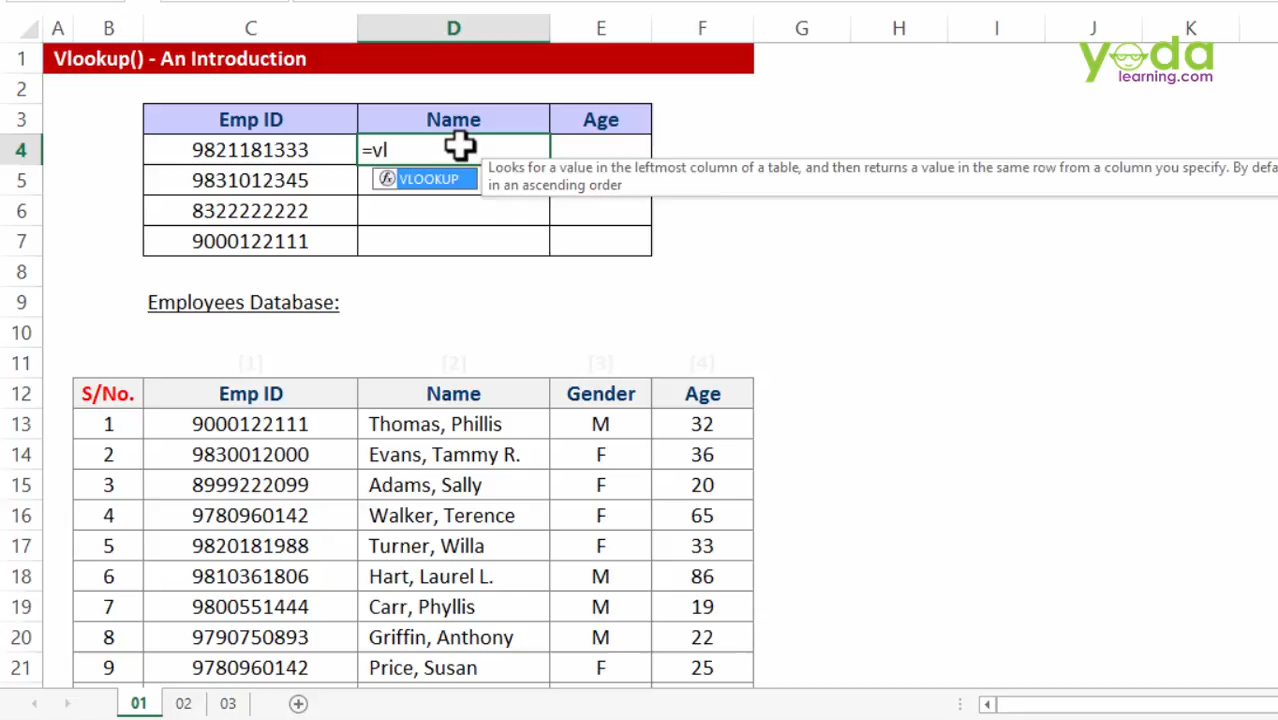 A B C D E F G H I J K
yoda
learning.com
1 Vlookup() - An Introduction
2
3 Emp ID Name Age
4 9821181333 =vl
Looks for a value in the leftmost column of a table, and then returns a value in the same row from a column you specify. By defa
5 9831012345 VLOOKUP in an ascending order
6 8322222222
7 9000122111
8
9 Employees Database:
10
11 [1] [2] [3] [4]
12 S/No. Emp ID Name Gender Age
13 1 9000122111 Thomas, Phillis M 32
14 2 9830012000 Evans, Tammy R. F 36
15 3 8999222099 Adams, Sally F 20
16 4 9780960142 Walker, Terence F 65
17 5 9820181988 Turner, Willa F 33
18 6 9810361806 Hart, Laurel L. M 86
19 7 9800551444 Carr, Phyllis M 19
20 8 9790750893 Griffin, Anthony M 22
21 9 9780960142 Price, Susan F 25
01 02 03